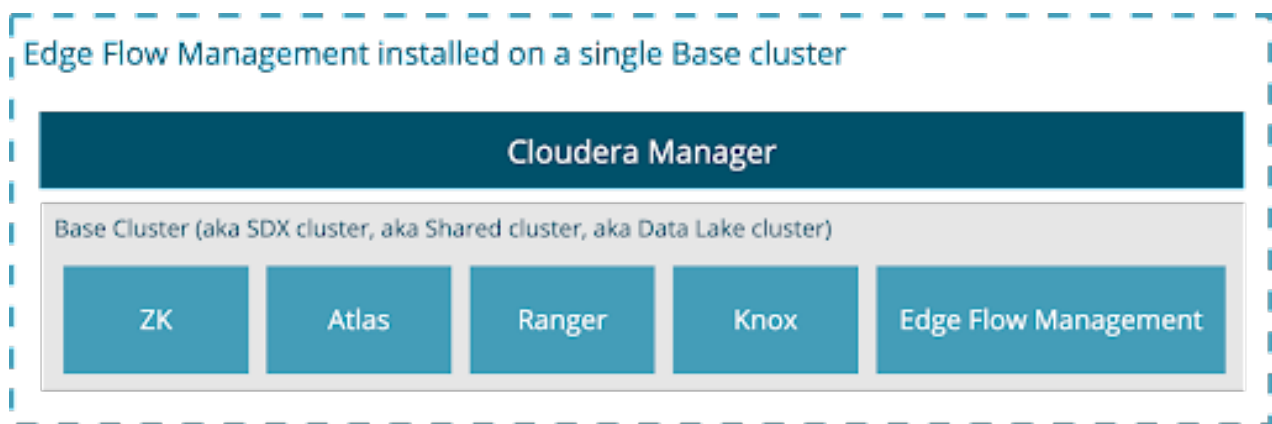 Edge Flow Management installed on a single Base cluster
Cloudera Manager
Base Cluster (aka SDX cluster, aka Shared cluster, aka Data Lake cluster)
ZK
Atlas
Ranger
Knox
Edge Flow Management